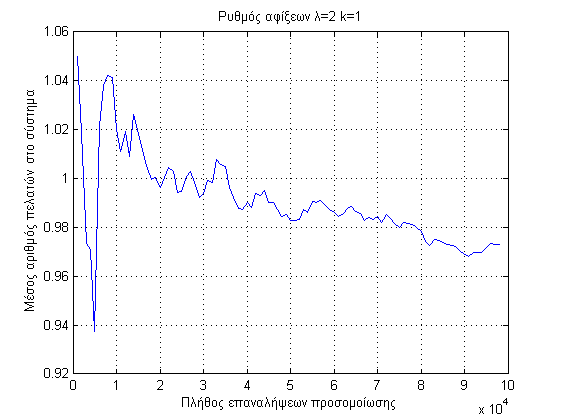 Ρυθμός αφίξεων λ=2 k=1
Μέσος αριθμός πελατών στο σύστημα
1.06
1.04
1.02
1
0.98
0.96
0.94
0.92
0 1 2 3 4 5 6 7 8 9 10
x 10^4
Πλήθος επαναλήψεων προσομοίωσης